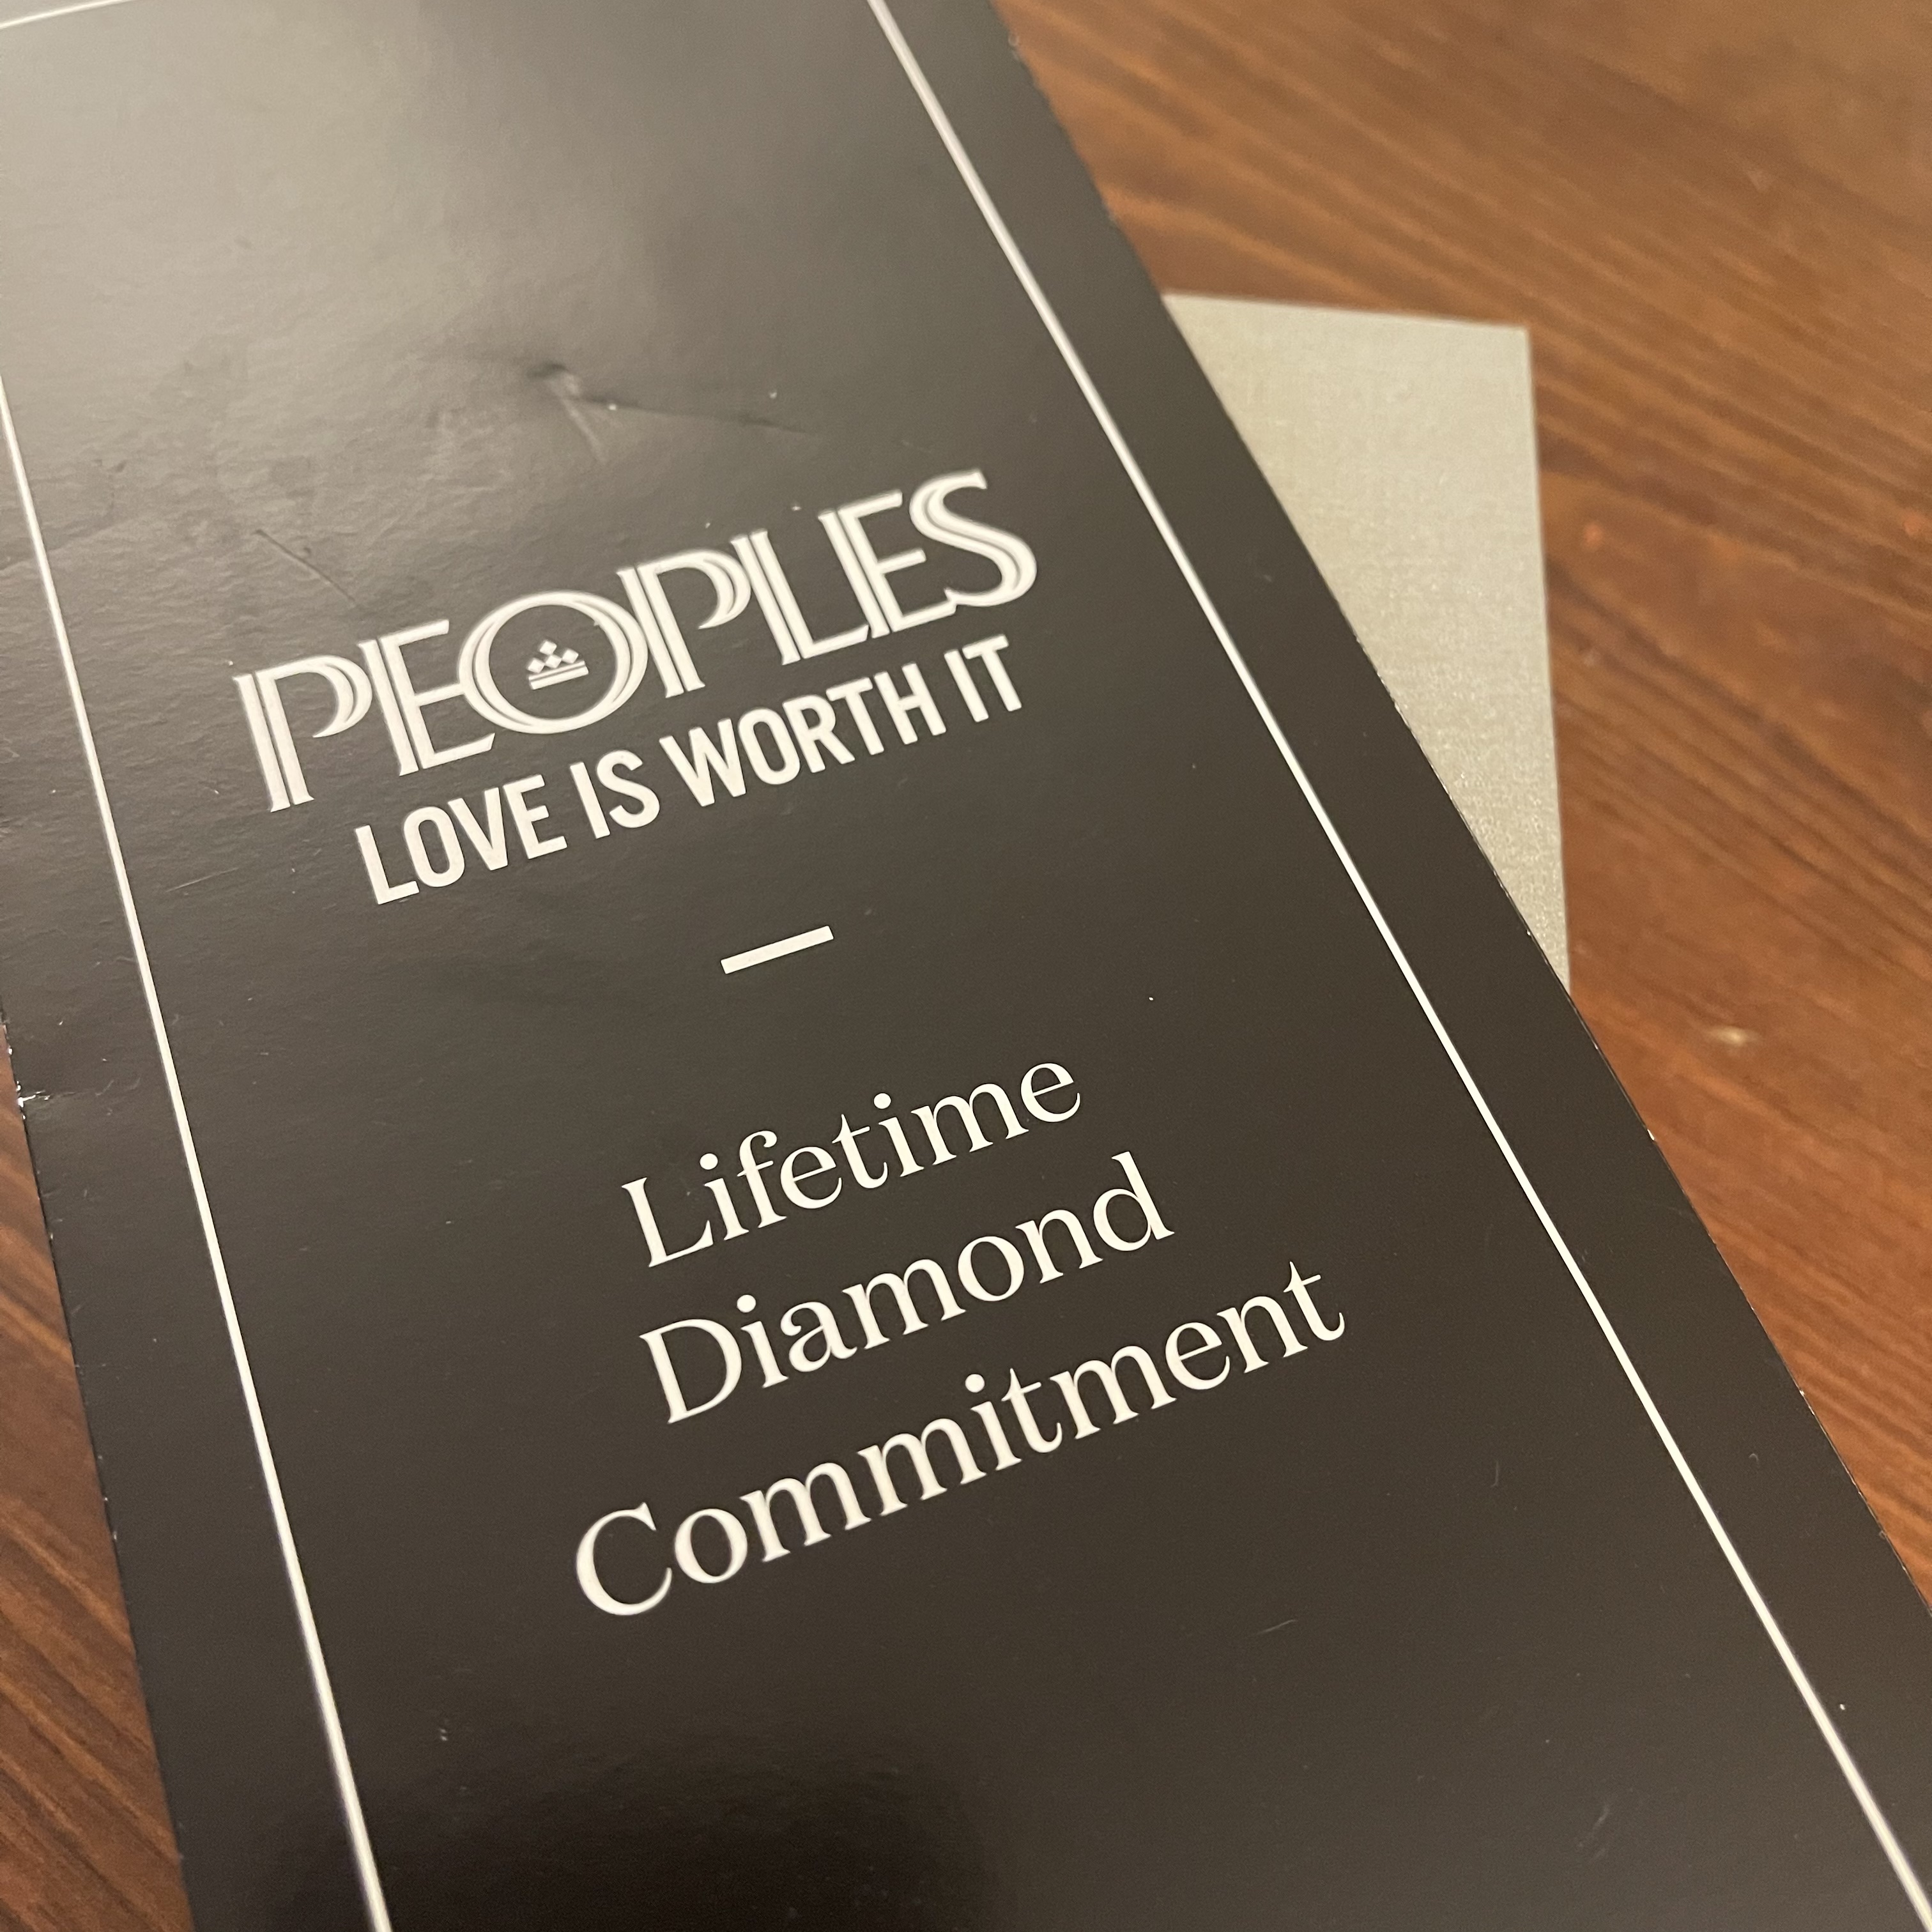 PEOPLES
LOVE IS WORTH IT
Lifetime
Diamond
Commitment